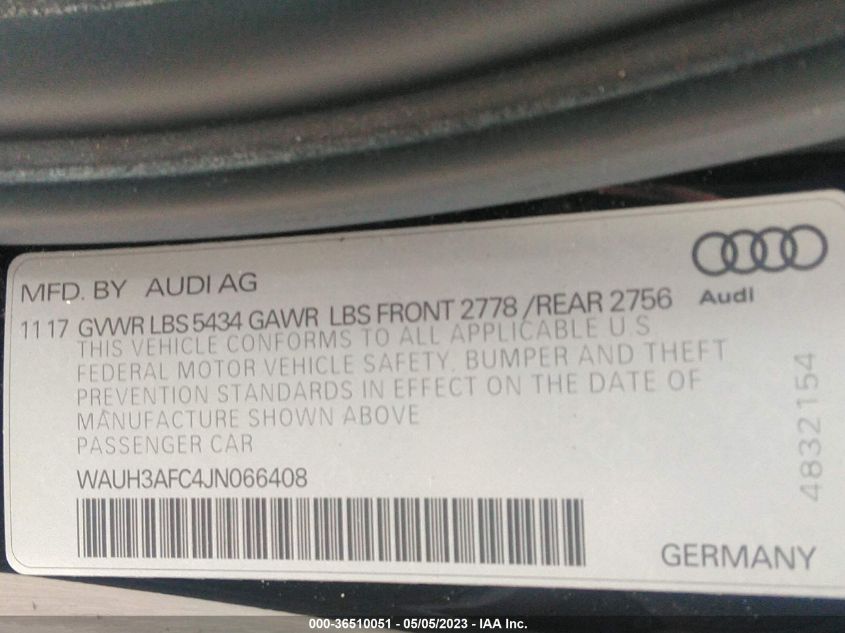 MFD. BY AUDI AG
Audi
11 17 GVWR LBS 5434 GAWR LBS FRONT 2778 /REAR 2756
THIS VEHICLE CONFORMS TO ALL APPLICABLE U S
FEDERAL MOTOR VEHICLE SAFETY, BUMPER AND THEFT
PREVENTION STANDARDS IN EFFECT ON THE DATE OF
MANUFACTURE SHOWN ABOVE
PASSENGER CAR
WAUH3AFC4JN066408
4832154
GERMANY
000-36510051 - 05/05/2023 - IAA Inc.